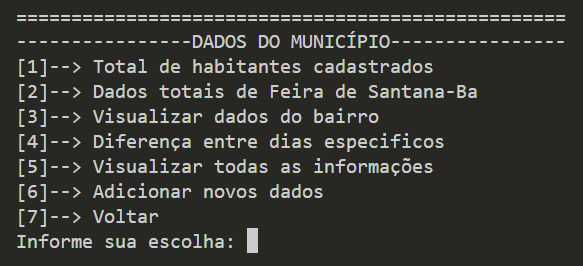 ==================================================
----------------DADOS DO MUNICÍPIO----------------
[1]--> Total de habitantes cadastrados
[2]--> Dados totais de Feira de Santana-Ba
[3]--> Visualizar dados do bairro
[4]--> Diferença entre dias especificos
[5]--> Visualizar todas as informações
[6]--> Adicionar novos dados
[7]--> Voltar
Informe sua escolha: